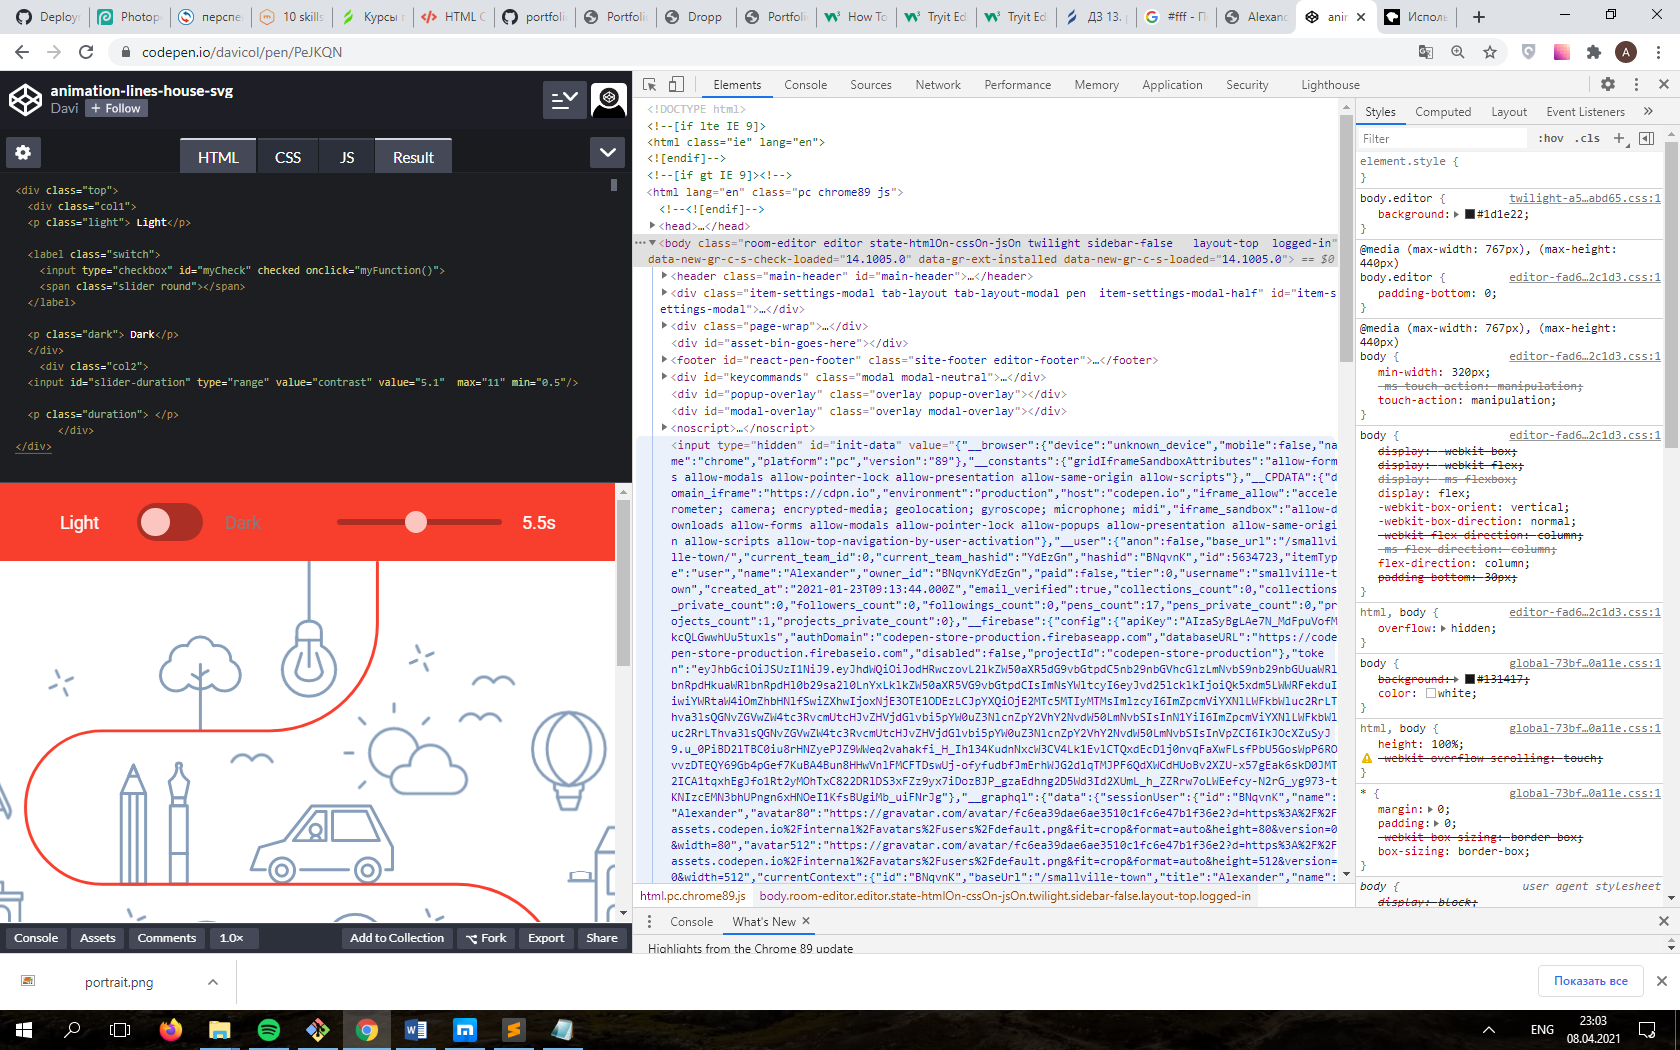 Deploy
Photop
перспе
10 skills
Курсы
HTML C
portfoli
Portfolio
Dropp
Portfoli
How To
Tryit Ed
Tryit Ed
ДЗ 13.
#fff - П
Alexand
anir
Исполь
codepen.io/davicol/pen/PeJKQN
A
animation-lines-house-svg
Davi + Follow
HTML CSS JS Result
<div class="top">
<div class="col1">
<p class="light"> Light</p>
<label class="switch">
<input type="checkbox" id="myCheck" checked onclick="myFunction()">
<span class="slider round"></span>
</label>
<p class="dark"> Dark</p>
</div>
<div class="col2">
<input id="slider-duration" type="range" value="contrast" value="5.1"  max="11" min="0.5"/>
<p class="duration"> </p>
</div>
</div>
Light Dark 5.5s
Console Assets Comments 1.0× Add to Collection Fork Export Share
Elements Console Sources Network Performance Memory Application Security Lighthouse
<!DOCTYPE html>
<!--[if lte IE 9]>
<html class="ie" lang="en">
<![endif]-->
<!--[if gt IE 9]><!-->
<html lang="en" class="pc chrome89 js">
<!--<![endif]-->
<head>…</head>
<body class="room-editor editor state-htmlOn-cssOn-jsOn twilight sidebar-false   layout-top  logged-in"
data-new-gr-c-s-check-loaded="14.1005.0" data-gr-ext-installed data-new-gr-c-s-loaded="14.1005.0"> == $0
<header class="main-header" id="main-header">…</header>
<div class="item-settings-modal tab-layout tab-layout-modal pen  item-settings-modal-half" id="item-s
ettings-modal">…</div>
<div class="page-wrap">…</div>
<div id="asset-bin-goes-here"></div>
<footer id="react-pen-footer" class="site-footer editor-footer">…</footer>
<div id="keycommands" class="modal modal-neutral">…</div>
<div id="popup-overlay" class="overlay popup-overlay"></div>
<div id="modal-overlay" class="overlay modal-overlay"></div>
<noscript>…</noscript>
<input type="hidden" id="init-data" value="{"__browser":{"device":"unknown_device","mobile":false,"na
me":"chrome","platform":"pc","version":"89"},"__constants":{"gridIframeSandboxAttributes":"allow-form
s allow-modals allow-pointer-lock allow-presentation allow-same-origin allow-scripts"},"__CPDATA":{"d
omain_iframe":"https://cdpn.io","environment":"production","host":"codepen.io","iframe_allow":"accele
rometer; camera; encrypted-media; geolocation; gyroscope; microphone; midi","iframe_sandbox":"allow-d
ownloads allow-forms allow-modals allow-pointer-lock allow-popups allow-presentation allow-same-origi
n allow-scripts allow-top-navigation-by-user-activation"},"__user":{"anon":false,"base_url":"/smallvi
lle-town/","current_team_id":0,"current_team_hashid":"YdEzGn","hashid":"BNqvnK","id":5634723,"itemTyp
e":"user","name":"Alexander","owner_id":"BNqvnKYdEzGn","paid":false,"tier":0,"username":"smallville-t
own","created_at":"2021-01-23T09:13:44.000Z","email_verified":true,"collections_count":0,"collections
_private_count":0,"followers_count":0,"followings_count":0,"pens_count":17,"pens_private_count":0,"pr
ojects_count":1,"projects_private_count":0},"__firebase":{"config":{"apiKey":
"authDomain":"codepen-store-production.firebaseapp.com","databaseURL":"https://code
pen-store-production.firebaseio.com","disabled":false,"projectId":"codepen-store-production"},"toke
n":
"__graphql":{"data":{"sessionUser":{"id":"BNqvnK","name":
"Alexander","avatar80":"https://gravatar.com/avatar/fc6ea39dae6ae3510c1fc6a47b1f36e2?d=https%3A%2F%2F
assets.codepen.io%2Finternal%2Favatars%2Fusers%2Fdefault.png&fit=crop&format=auto&height=80&version=0
&width=80","avatar512":"https://gravatar.com/avatar/fc6ea39dae6ae3510c1fc6a47b1f36e2?d=https%3A%2F%2F
assets.codepen.io%2Finternal%2Favatars%2Fusers%2Fdefault.png&fit=crop&format=auto&height=512&version=
0&width=512","currentContext":{"id":"BNqvnK","baseUrl":"/smallville-town","title":"Alexander","name":
html.pc.chrome89.js body.room-editor.editor.state-htmlOn-cssOn-jsOn.twilight.sidebar-false.layout-top.logged-in
Console What's New
Highlights from the Chrome 89 update
Styles Computed Layout Event Listeners
Filter :hov .cls
element.style {
}
body.editor { twilight-a5…abd65.css:1
background: #1d1e22;
}
@media (max-width: 767px), (max-height:
440px)
body.editor { editor-fad6…2c1d3.css:1
padding-bottom: 0;
}
@media (max-width: 767px), (max-height:
440px)
body { editor-fad6…2c1d3.css:1
min-width: 320px;
-ms-touch-action: manipulation;
touch-action: manipulation;
}
body { editor-fad6…2c1d3.css:1
display: -webkit-box;
display: -webkit-flex;
display: -ms-flexbox;
display: flex;
-webkit-box-orient: vertical;
-webkit-box-direction: normal;
-webkit-flex-direction: column;
-ms-flex-direction: column;
flex-direction: column;
padding-bottom: 30px;
}
html, body { editor-fad6…2c1d3.css:1
overflow: hidden;
}
body { global-73bf…0a11e.css:1
background: #131417;
color: white;
}
html, body { global-73bf…0a11e.css:1
height: 100%;
-webkit-overflow-scrolling: touch;
}
* { global-73bf…0a11e.css:1
margin: 0;
padding: 0;
-webkit-box-sizing: border-box;
box-sizing: border-box;
}
body { user agent stylesheet
display: block;
portrait.png
Показать все
ENG
23:03
08.04.2021